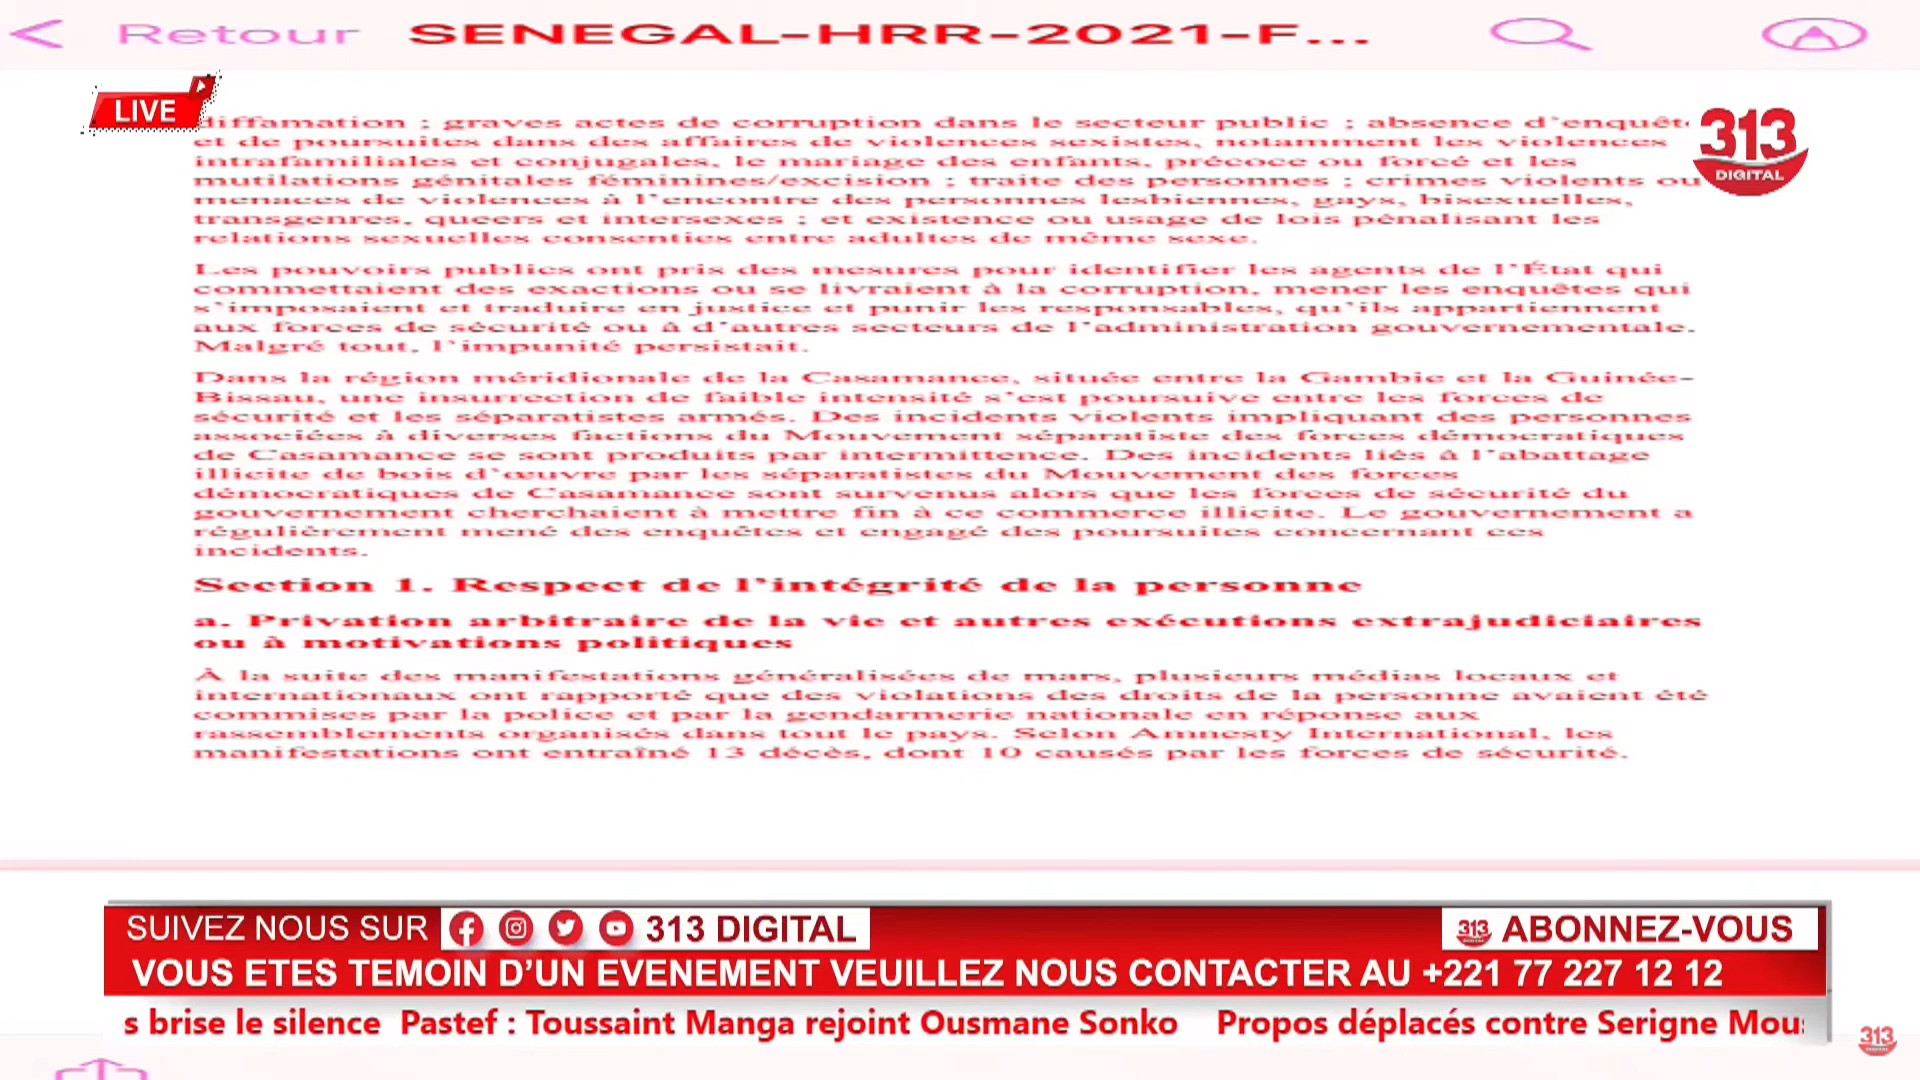 Retour
SENEGAL-HRR-2021-F...
LIVE
313
DIGITAL
diffamation ; graves actes de corruption dans le secteur public ; absence d'enquêt
et de poursuites dans des affaires de violences sexistes, notamment les violences
intrafamiliales et conjugales, le mariage des enfants, précoce ou forcé et les
mutilations génitales féminines/excision ; traite des personnes ; crimes violents ou
menaces de violences à l'encontre des personnes lesbiennes, gays, bisexuelles,
transgenres, queers et intersexes ; et existence ou usage de lois pénalisant les
relations sexuelles consenties entre adultes de même sexe.
Les pouvoirs publics ont pris des mesures pour identifier les agents de l'État qui
commettaient des exactions ou se livraient à la corruption, mener les enquêtes qui
s'imposaient et traduire en justice et punir les responsables, qu'ils appartiennent
aux forces de sécurité ou à d'autres secteurs de l'administration gouvernementale.
Malgré tout, l'impunité persistait.
Dans la région méridionale de la Casamance, située entre la Gambie et la Guinée-
Bissau, une insurrection de faible intensité s'est poursuivie entre les forces de
sécurité et les séparatistes armés. Des incidents violents impliquant des personnes
associées à diverses factions du Mouvement séparatiste des forces démocratiques
de Casamance se sont produits par intermittence. Des incidents liés à l'abattage
illicite de bois d'œuvre par les séparatistes du Mouvement des forces
démocratiques de Casamance sont survenus alors que les forces de sécurité du
gouvernement cherchaient à mettre fin à ce commerce illicite. Le gouvernement a
régulièrement mené des enquêtes et engagé des poursuites concernant ces
incidents.
Section 1. Respect de l'intégrité de la personne
a. Privation arbitraire de la vie et autres exécutions extrajudiciaires
ou à motivations politiques
À la suite des manifestations généralisées de mars, plusieurs médias locaux et
internationaux ont rapporté que des violations des droits de la personne avaient été
commises par la police et par la gendarmerie nationale en réponse aux
rassemblements organisés dans tout le pays. Selon Amnesty International, les
manifestations ont entraîné 13 décès, dont 10 causés par les forces de sécurité.
SUIVEZ NOUS SUR 313 DIGITAL
313 ABONNEZ-VOUS
VOUS ETES TEMOIN D'UN EVENEMENT VEUILLEZ NOUS CONTACTER AU +221 77 227 12 12
s brise le silence Pastef : Toussaint Manga rejoint Ousmane Sonko Propos déplacés contre Serigne Mou
313
DIGITAL